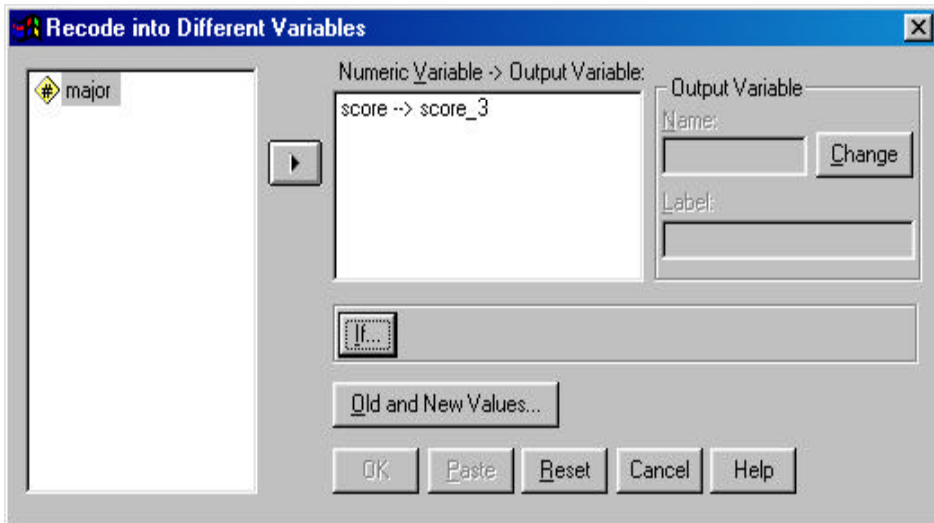 Recode into Different Variables
major
Numeric Variable -> Output Variable:
score --> score_3
Output Variable
Name:
Change
Label:
If...
Old and New Values...
OK
Paste
Reset
Cancel
Help